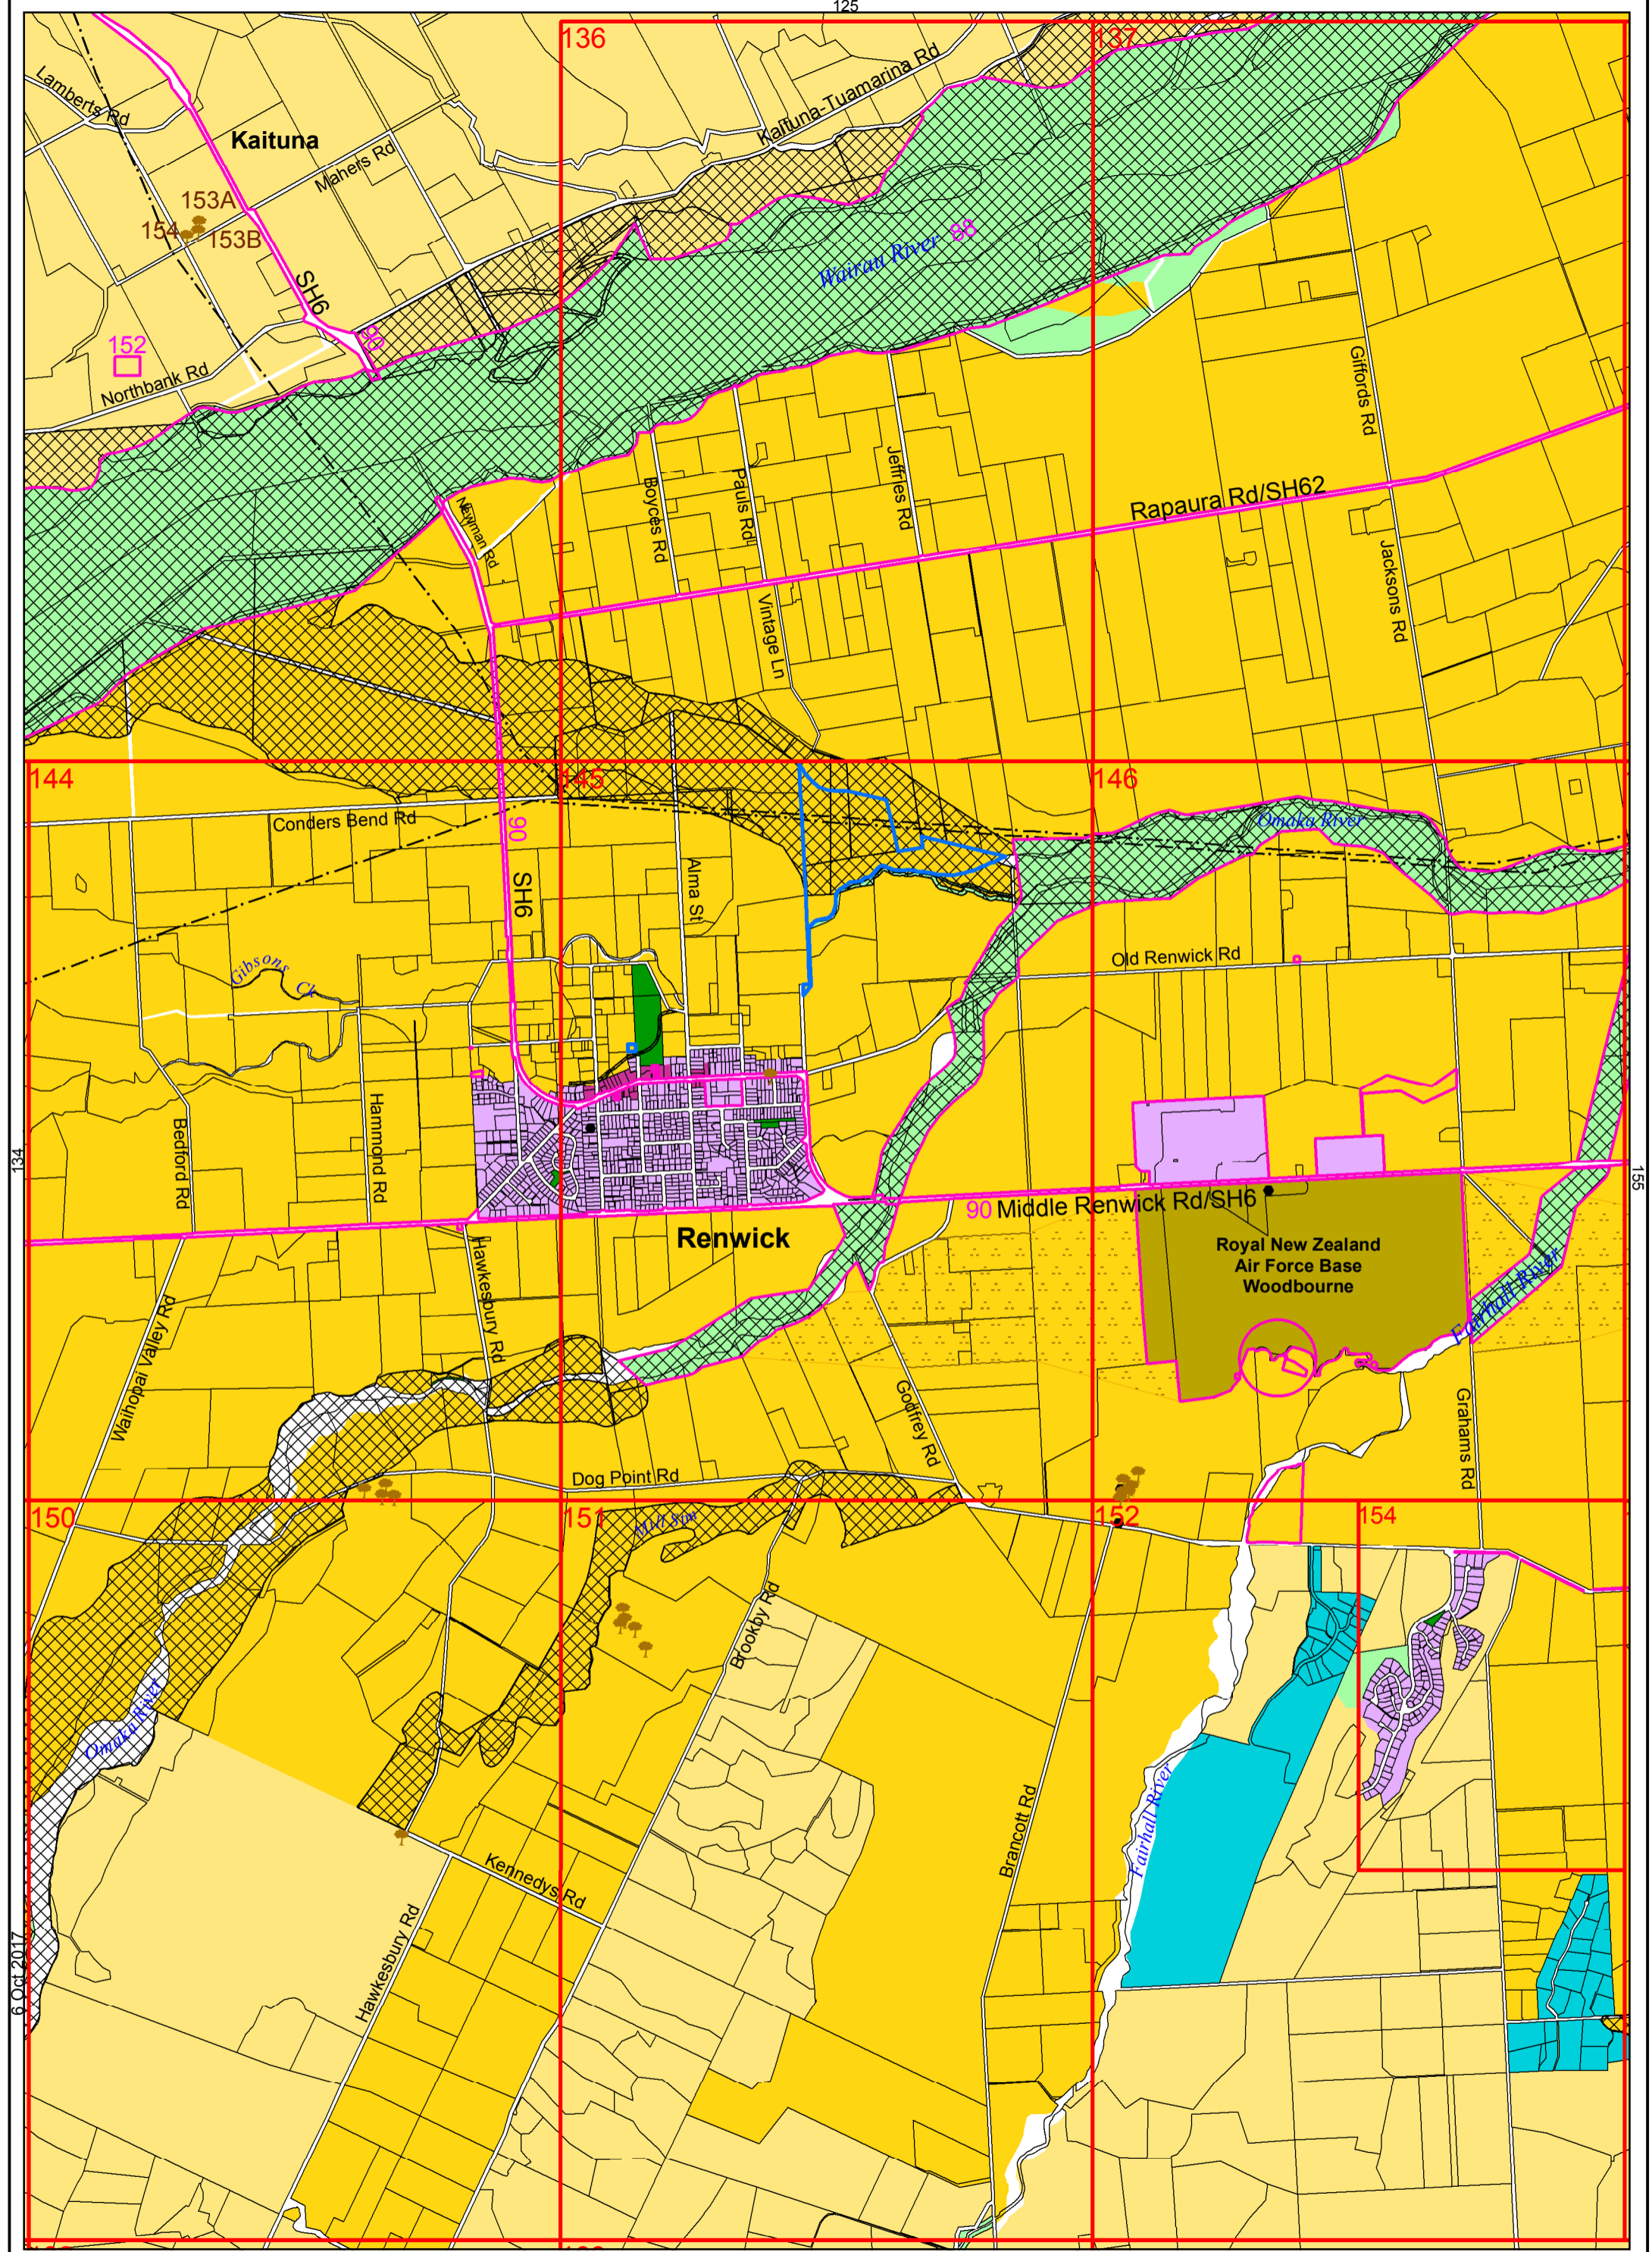 125
136
137
Kaituna-Tuamarina Rd
Lamberts Rd
Kaituna
Mahers Rd
153A
154
153B
Wairau River
88
SH6
90
152
Northbank Rd
Giffords Rd
Newman Rd
Boyces Rd
Pauls Rd
Jeffries Rd
Rapaura Rd/SH62
Jacksons Rd
Vintage Ln
144
145
146
Conders Bend Rd
90
Omaka River
SH6
Alma St
Gibsons Ck
Old Renwick Rd
Bedford Rd
Hammond Rd
134
155
90
Middle Renwick Rd/SH6
Renwick
Royal New Zealand
Air Force Base
Woodbourne
Fairhall River
Waihopai Valley Rd
Hawkesbury Rd
Godfrey Rd
Grahams Rd
Dog Point Rd
150
151
Mill Stm
152
154
Brookby Rd
Omaka River
Brancott Rd
Fairhall River
Kennedys Rd
Hawkesbury Rd
6 Oct 2017